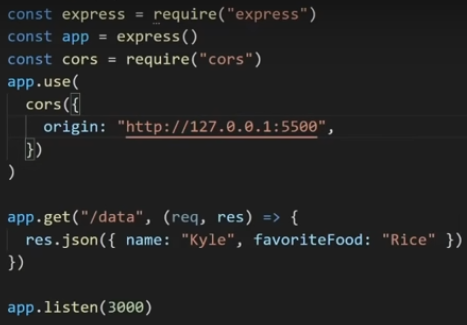 const express = require("express")
const app = express()
const cors = require("cors")
app.use(
  cors({
    origin: "http://127.0.0.1:5500",
  })
)
app.get("/data", (req, res) => {
  res.json({ name: "Kyle", favoriteFood: "Rice" })
})
app.listen(3000)